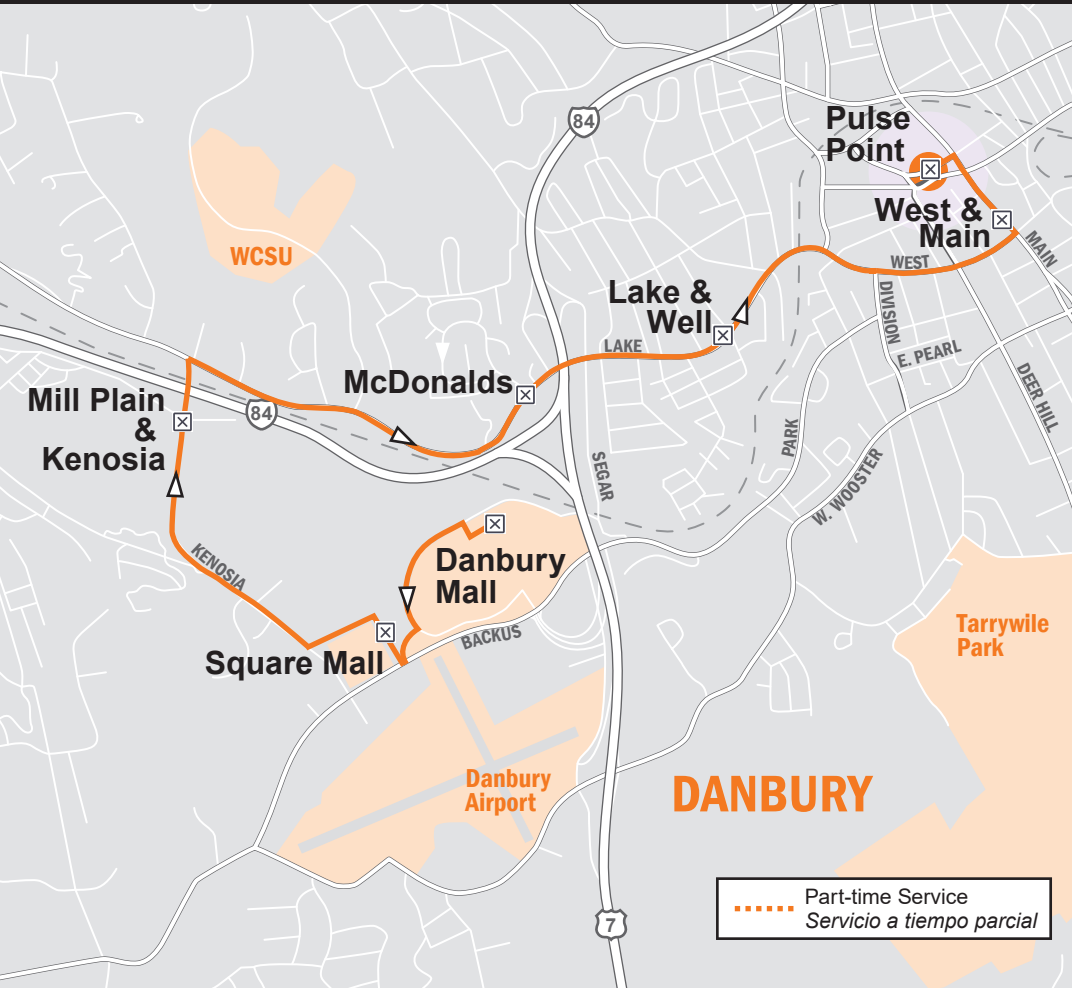 84
Pulse
Point
West &
Main
MAIN
WEST
WCSU
Lake &
Well
DIVISION
LAKE
E. PEARL
McDonalds
DEER HILL
Mill Plain
&
Kenosia
84
PARK
SEGAR
W. WOOSTER
KENOSIA
Danbury
Mall
BACKUS
Square Mall
Tarrywile
Park
Danbury
Airport
DANBURY
Part-time Service
Servicio a tiempo parcial
7